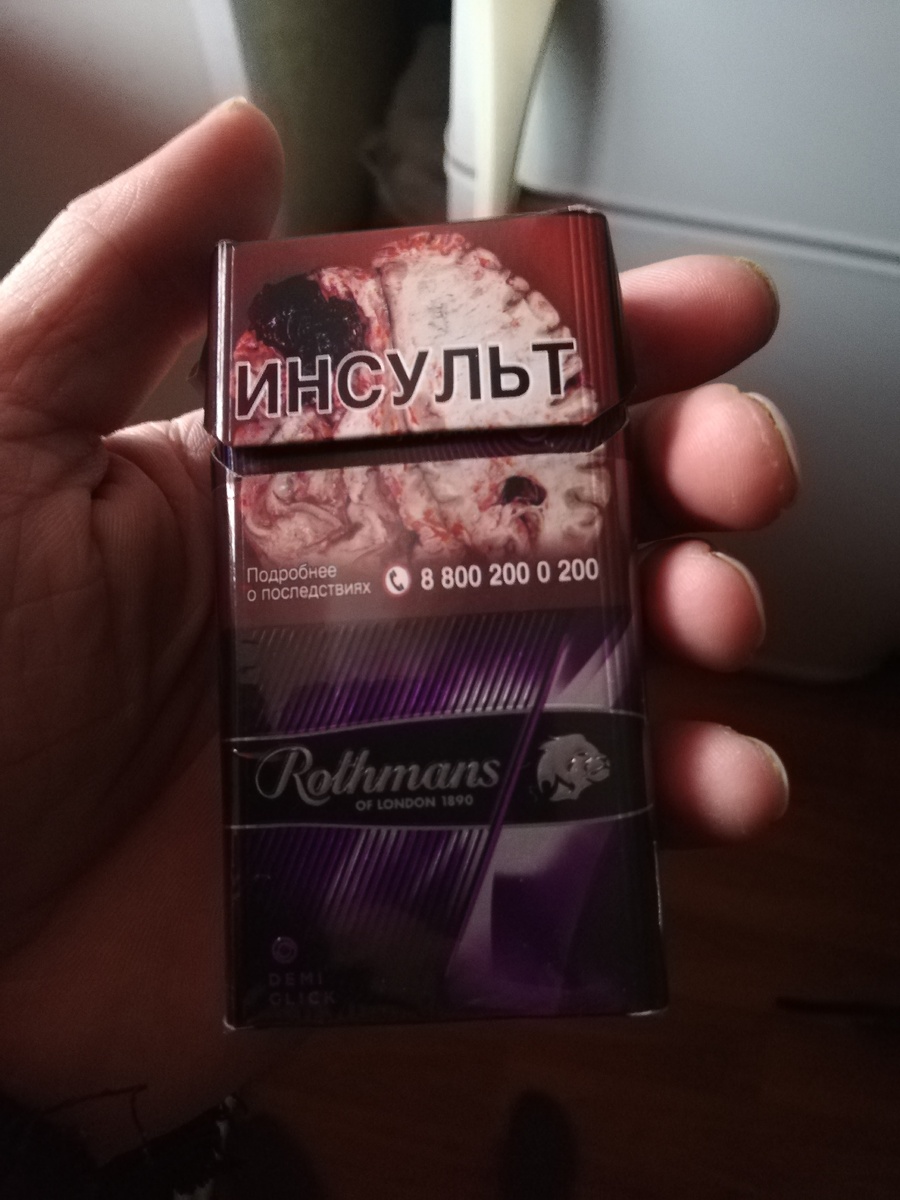 ИНСУЛЬТ
Подробнее
о последствиях
8 800 200 0 200
Rothmans
OF LONDON 1890
DEMI
CLICK